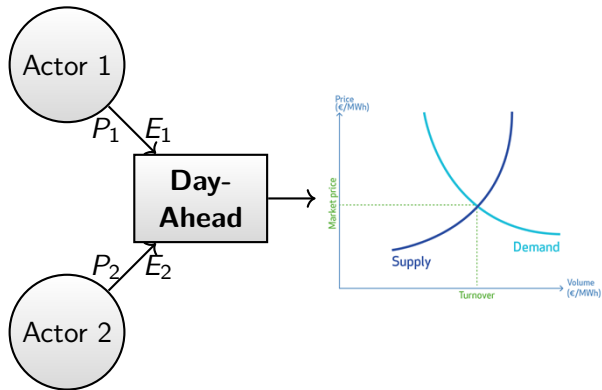 Actor 1
P1 E1
Day-
Ahead
P2 E2
Actor 2
Price
(€/MWh)
Market price
Demand
Supply
Turnover
Volume
(€/MWh)